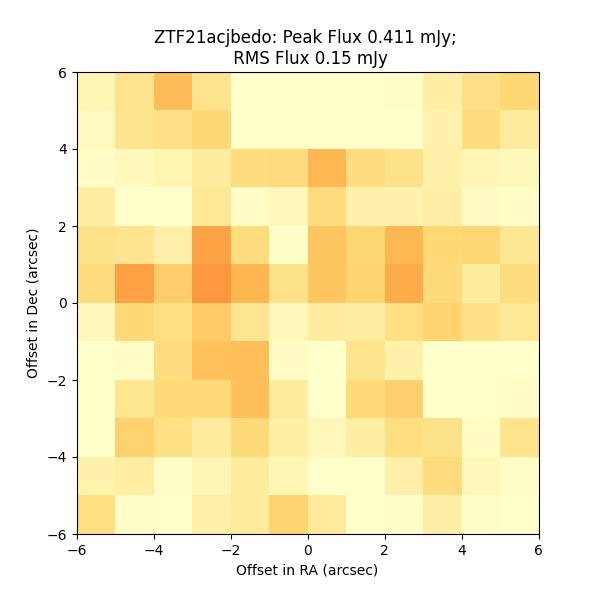 ZTF21acjbedo: Peak Flux 0.411 mJy;
RMS Flux 0.15 mJy
6
4
2
0
−2
−4
−6
Offset in Dec (arcsec)
−6 −4 −2 0 2 4 6
Offset in RA (arcsec)